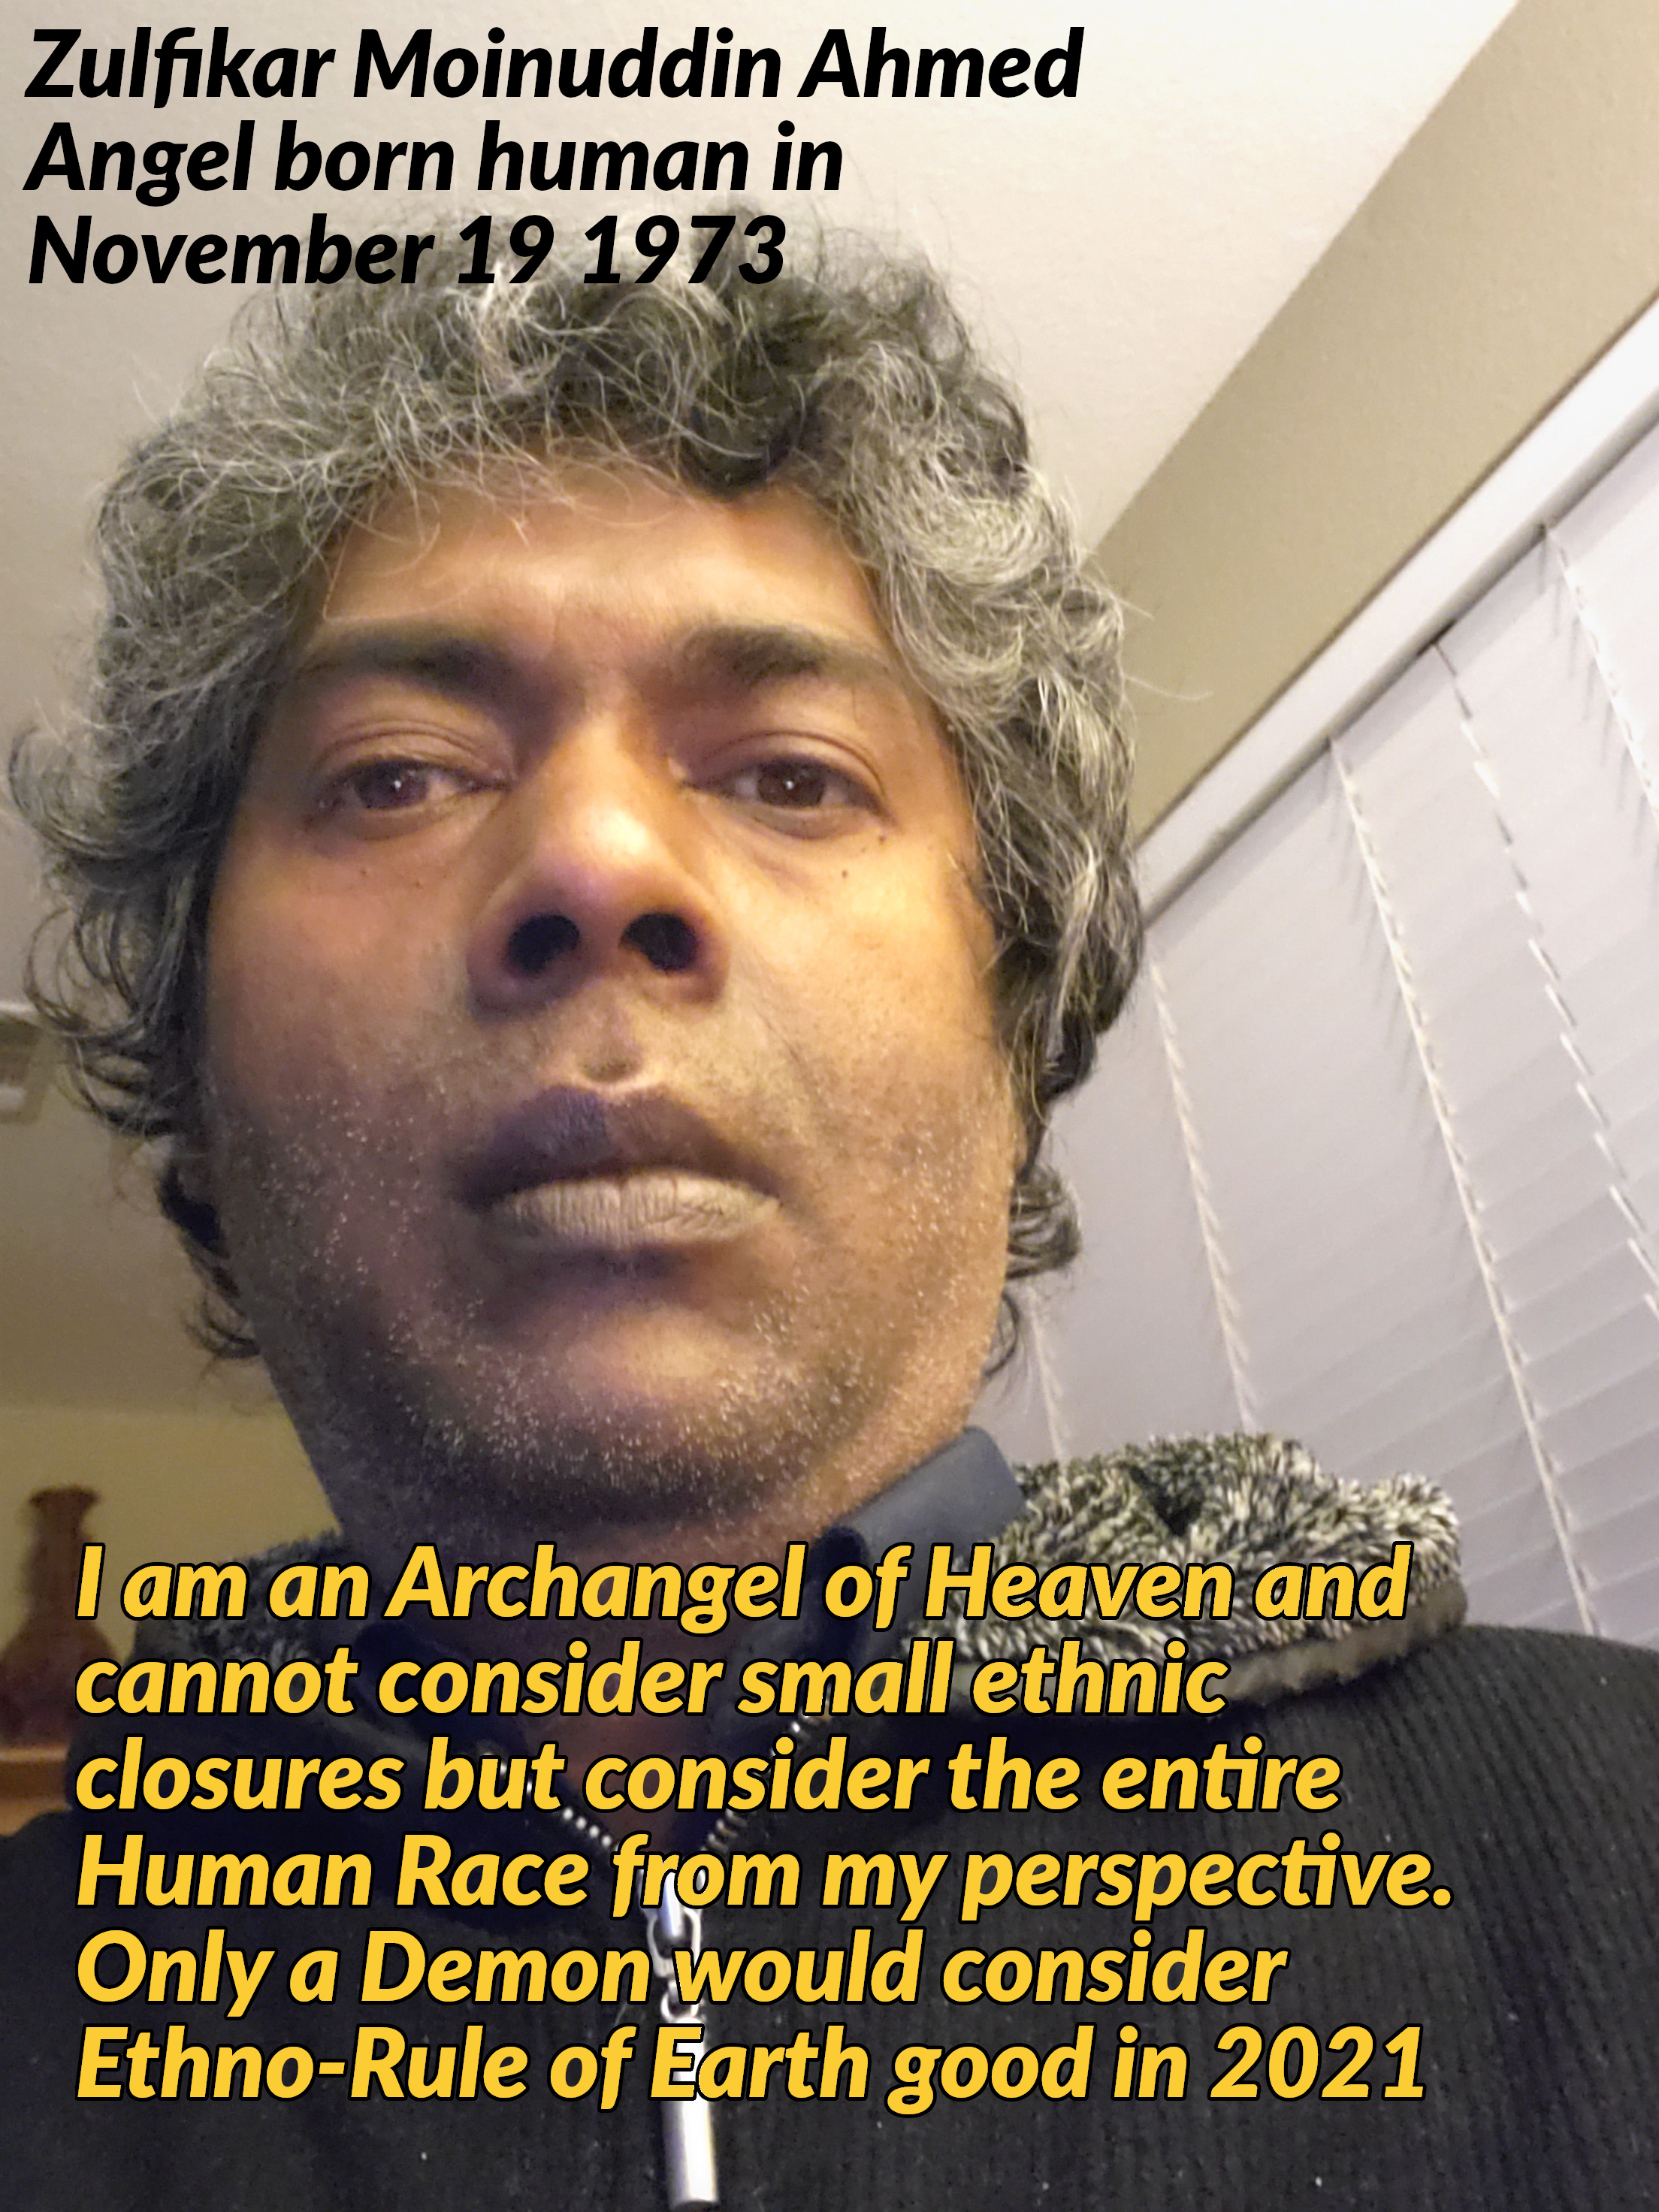 Zulfikar Moinuddin Ahmed
Angel born human in
November 19 1973
I am an Archangel of Heaven and
cannot consider small ethnic
closures but consider the entire
Human Race from my perspective.
Only a Demon would consider
Ethno-Rule of Earth good in 2021